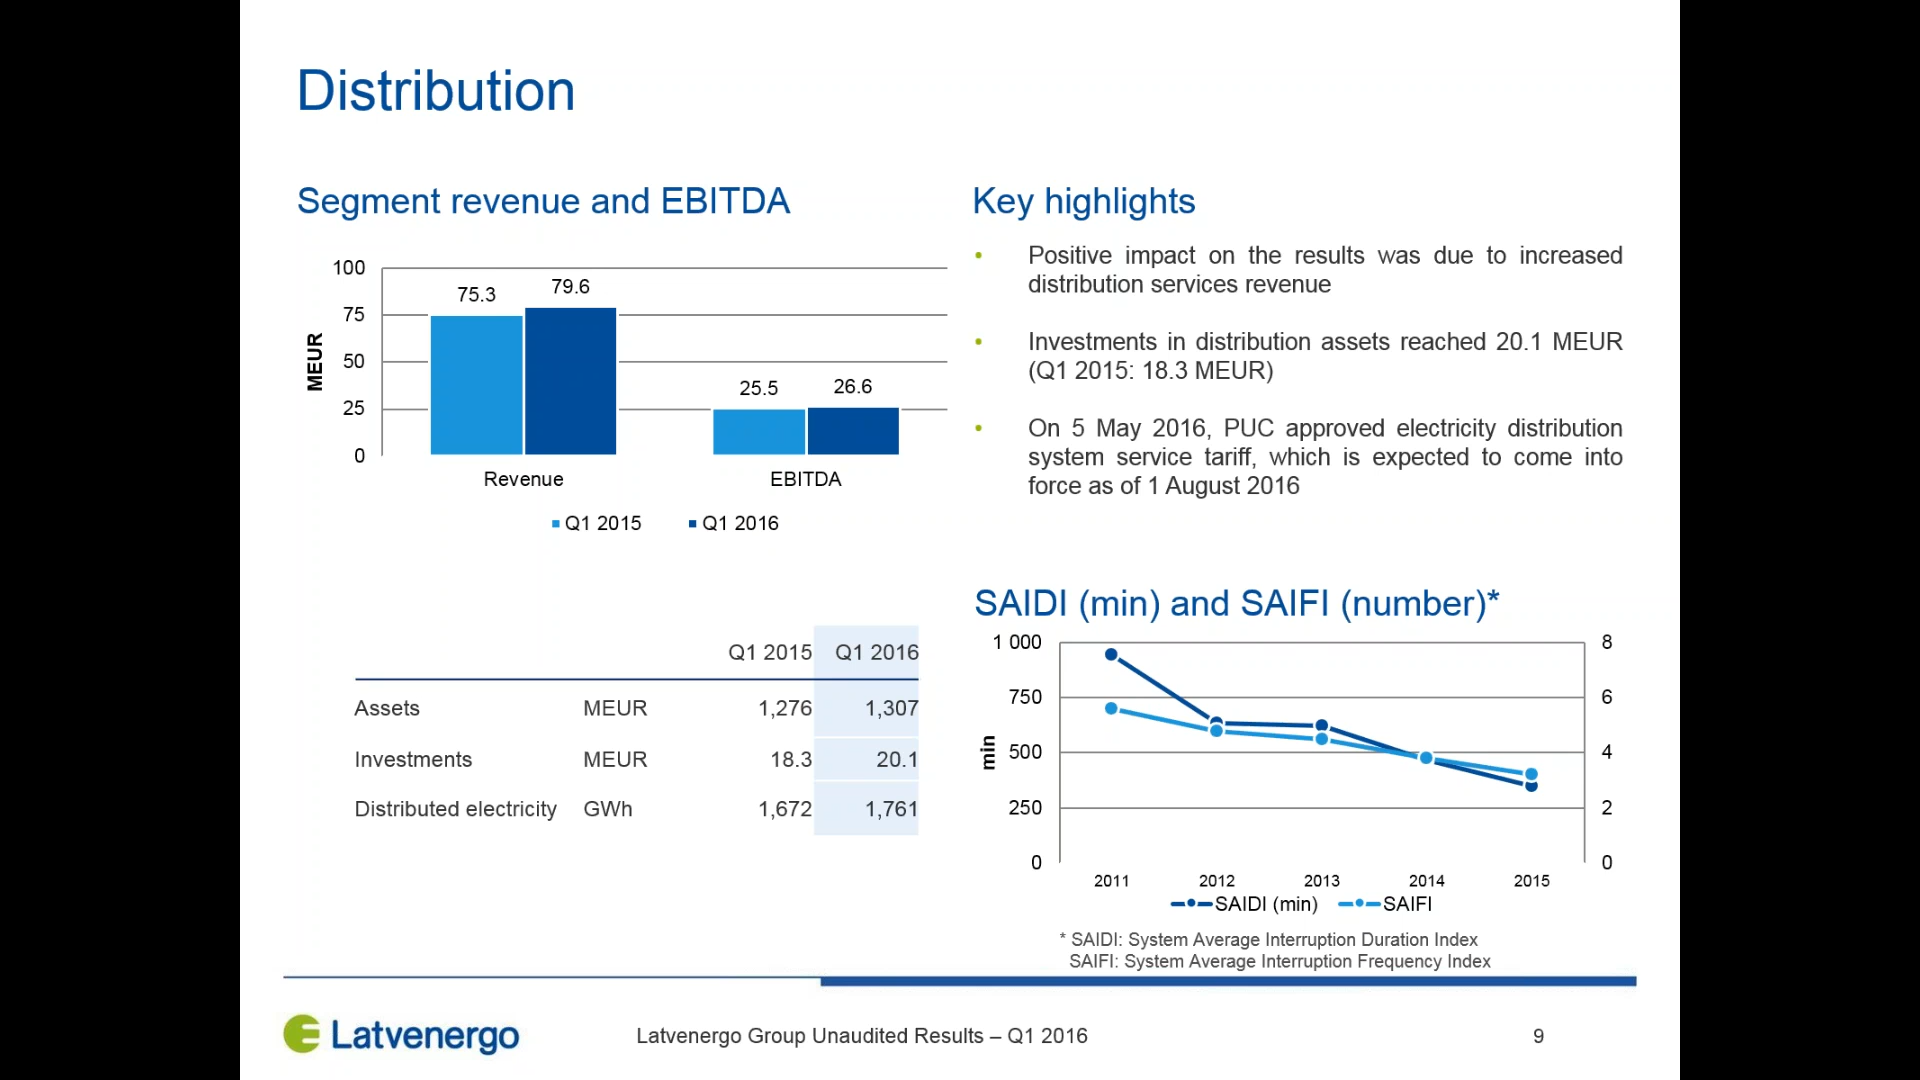 Distribution
Segment revenue and EBITDA
100
75
50
25
0
MEUR
75.3
79.6
25.5
26.6
Revenue
EBITDA
Q1 2015
Q1 2016
Q1 2015 Q1 2016
Assets MEUR 1,276 1,307
Investments MEUR 18.3 20.1
Distributed electricity GWh 1,672 1,761
Key highlights
• Positive impact on the results was due to increased
distribution services revenue
• Investments in distribution assets reached 20.1 MEUR
(Q1 2015: 18.3 MEUR)
• On 5 May 2016, PUC approved electricity distribution
system service tariff, which is expected to come into
force as of 1 August 2016
SAIDI (min) and SAIFI (number)*
1 000
750
500
250
0
min
8
6
4
2
0
2011 2012 2013 2014 2015
SAIDI (min) SAIFI
* SAIDI: System Average Interruption Duration Index
SAIFI: System Average Interruption Frequency Index
Latvenergo
Latvenergo Group Unaudited Results – Q1 2016
9